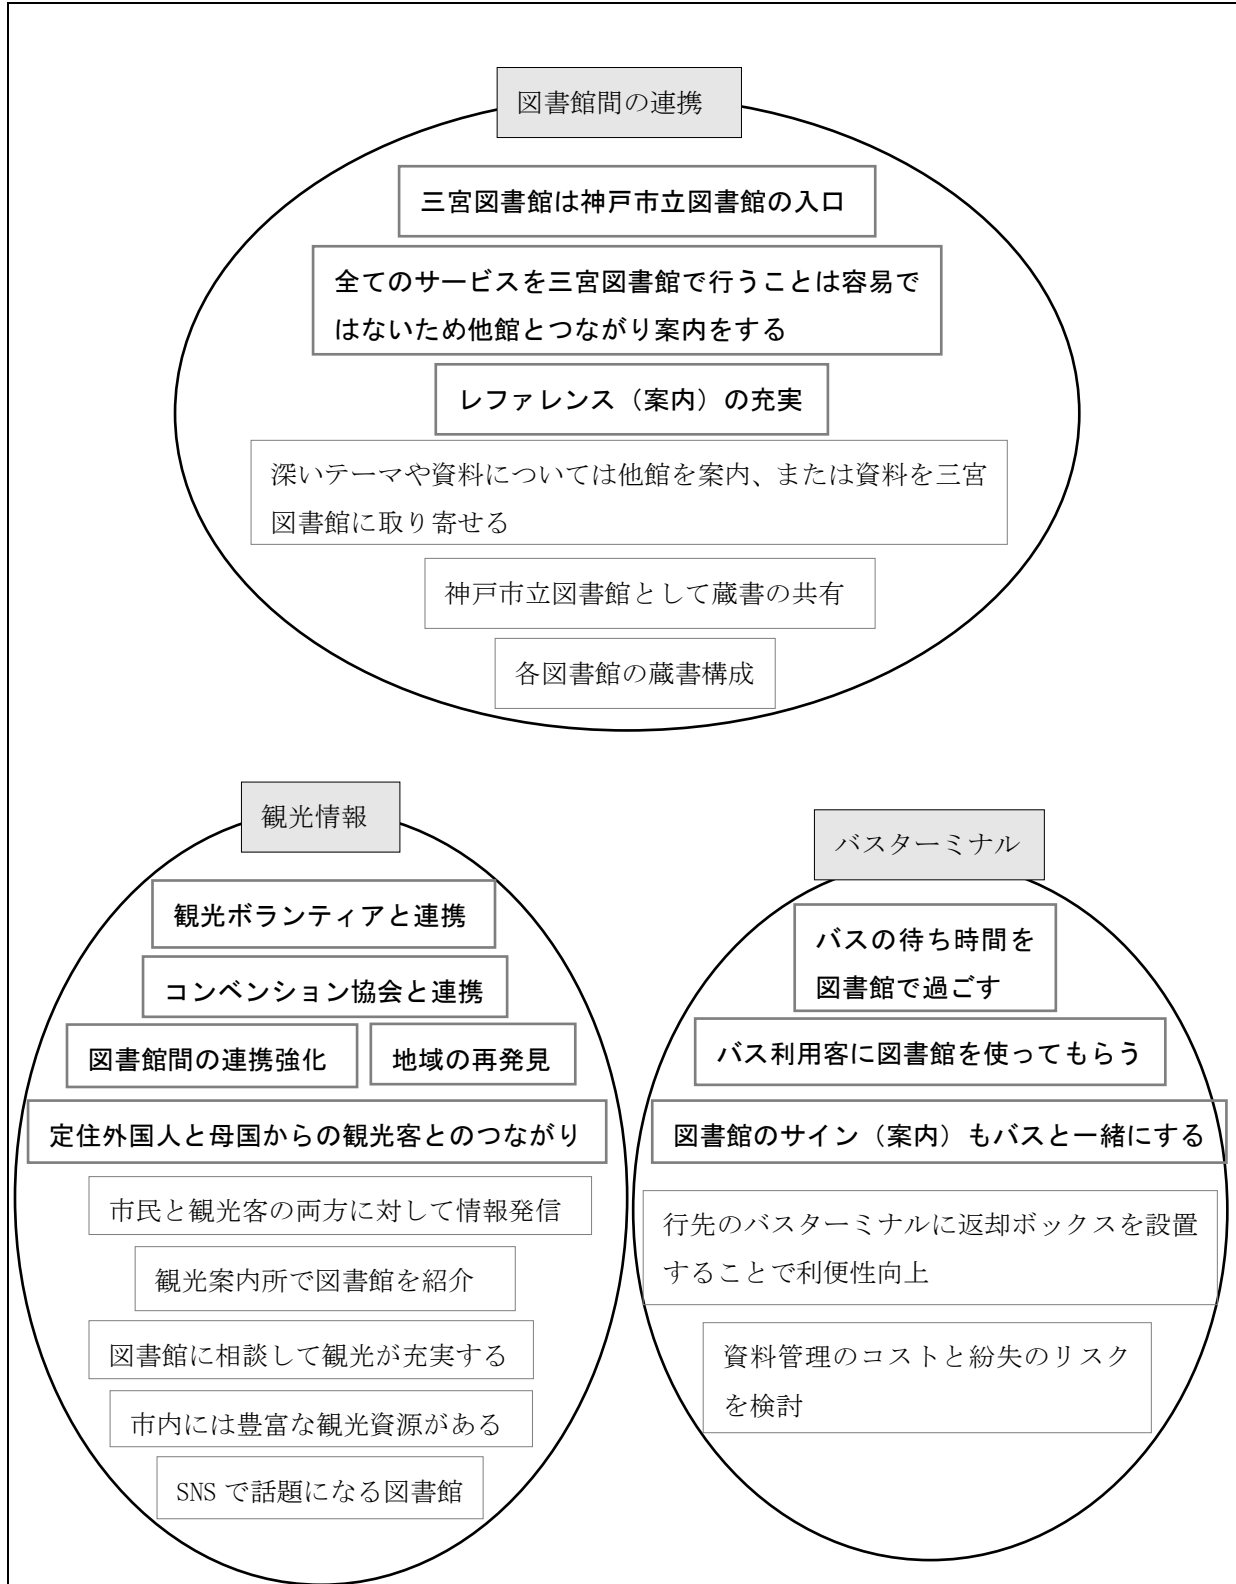 図書館間の連携
三宮図書館は神戸市立図書館の入口
全てのサービスを三宮図書館で行うことは容易で
はないため他館とつながり案内をする
レファレンス（案内）の充実
深いテーマや資料については他館を案内、または資料を三宮
図書館に取り寄せる
神戸市立図書館として蔵書の共有
各図書館の蔵書構成
観光情報
観光ボランティアと連携
コンベンション協会と連携
図書館間の連携強化
地域の再発見
定住外国人と母国からの観光客とのつながり
市民と観光客の両方に対して情報発信
観光案内所で図書館を紹介
図書館に相談して観光が充実する
市内には豊富な観光資源がある
SNS で話題になる図書館
バスターミナル
バスの待ち時間を
図書館で過ごす
バス利用客に図書館を使ってもらう
図書館のサイン（案内）もバスと一緒にする
行先のバスターミナルに返却ボックスを設置
することで利便性向上
資料管理のコストと紛失のリスク
を検討